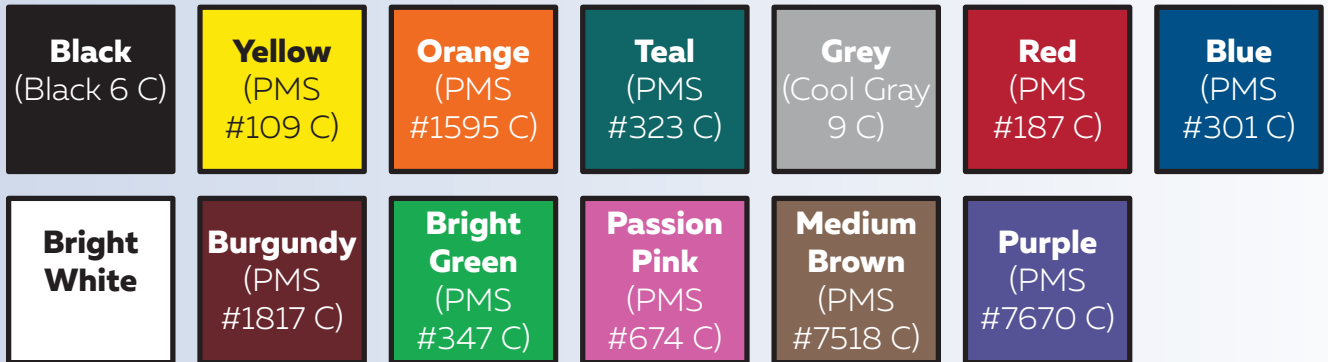 Black
(Black 6 C)
Yellow
(PMS
#109 C)
Orange
(PMS
#1595 C)
Teal
(PMS
#323 C)
Grey
(Cool Gray
9 C)
Red
(PMS
#187 C)
Blue
(PMS
#301 C)
Bright
White
Burgundy
(PMS
#1817 C)
Bright
Green
(PMS
#347 C)
Passion
Pink
(PMS
#674 C)
Medium
Brown
(PMS
#7518 C)
Purple
(PMS
#7670 C)